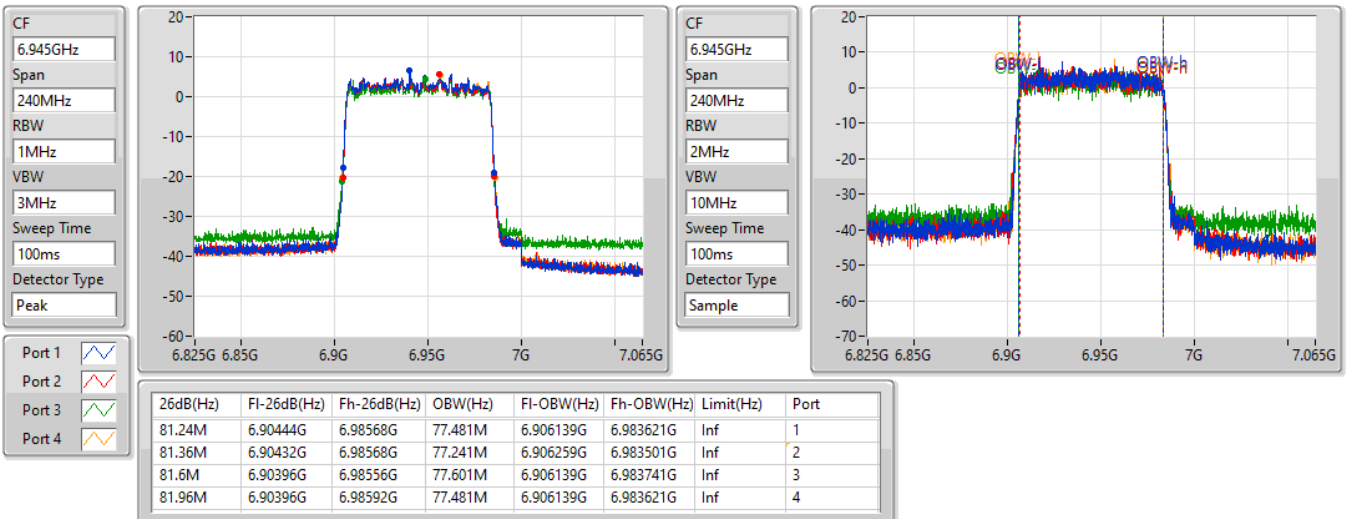 CF
6.945GHz
Span
240MHz
RBW
1MHz
VBW
3MHz
Sweep Time
100ms
Detector Type
Peak
20
10
0
-10
-20
-30
-40
-50
-60
6.825G 6.85G 6.9G 6.95G 7G 7.065G
CF
6.945GHz
Span
240MHz
RBW
2MHz
VBW
10MHz
Sweep Time
100ms
Detector Type
Sample
20
10
0
-10
-20
-30
-40
-50
-60
-70
OBW-l OBW-h
6.825G 6.85G 6.9G 6.95G 7G 7.065G
Port 1
Port 2
Port 3
Port 4
26dB(Hz) Fl-26dB(Hz) Fh-26dB(Hz) OBW(Hz) Fl-OBW(Hz) Fh-OBW(Hz) Limit(Hz) Port
81.24M 6.90444G 6.98568G 77.481M 6.906139G 6.983621G Inf 1
81.36M 6.90432G 6.98568G 77.241M 6.906259G 6.983501G Inf 2
81.6M 6.90396G 6.98556G 77.601M 6.906139G 6.983741G Inf 3
81.96M 6.90396G 6.98592G 77.481M 6.906139G 6.983621G Inf 4